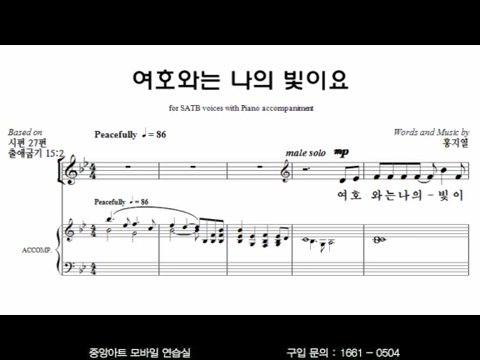 여호와는 나의 빛이요
for SATB voices with Piano accompaniment
Based on
시편 27편
출애굽기 15:2
Peacefully ♩= 86
Words and Music by
홍지열
male solo mp
여호 와는나의-빛이
Peacefully ♩= 86
ACCOMP.
중앙아트 모바일 연습실 구입 문의 : 1661 - 0504